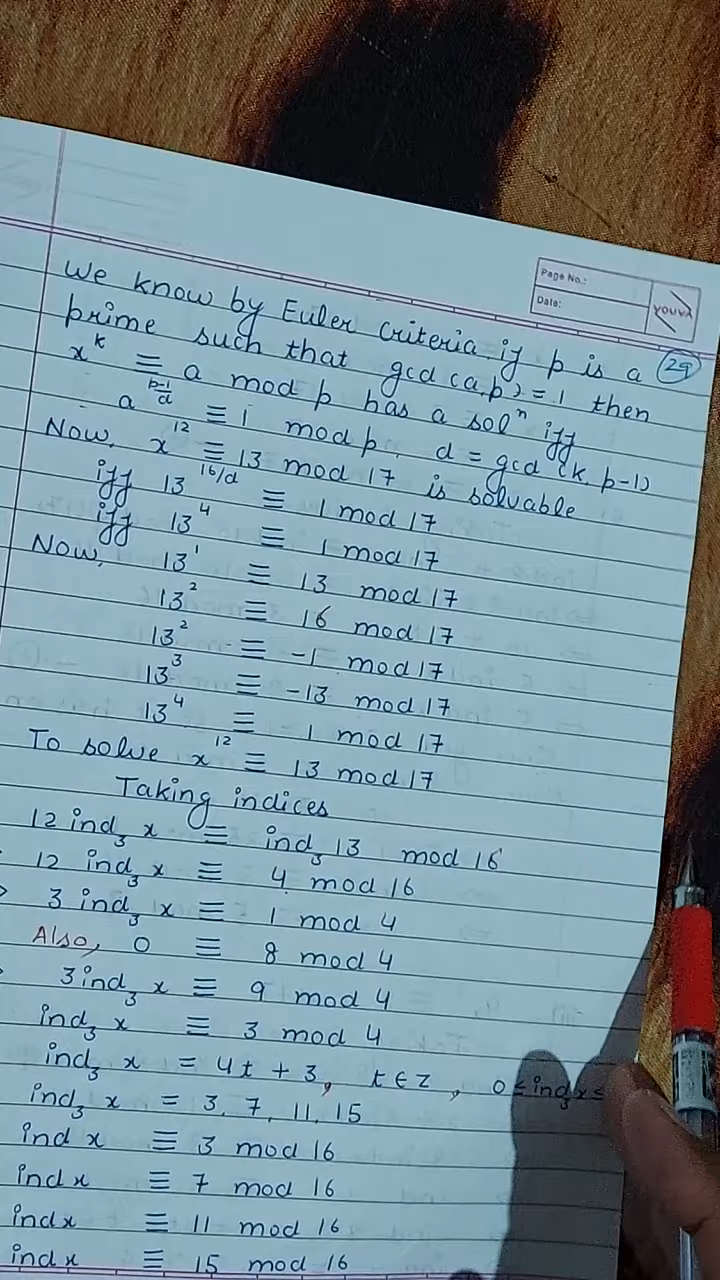 Page No.:
Date:
YOUVA
29
We know by Euler criteria if p is a
prime such that gcd (a,p) = 1 then
x^k ≡ a mod p has a solⁿ iff
a^(p-1/d) ≡ 1 mod p. d = gcd (k, p-1)
Now, x^12 ≡ 13 mod 17 is solvable
iff 13^(16/d) ≡ 1 mod 17
iff 13^4 ≡ 1 mod 17
Now, 13^1 ≡ 13 mod 17
13^2 ≡ 16 mod 17
13^2 ≡ -1 mod 17
13^3 ≡ -13 mod 17
13^4 ≡ 1 mod 17
To solve x^12 ≡ 13 mod 17
Taking indices
12 ind₃ x ≡ ind₃ 13 mod 16
12 ind₃ x ≡ 4 mod 16
3 ind₃ x ≡ 1 mod 4
Also, 0 ≡ 8 mod 4
3 ind₃ x ≡ 9 mod 4
ind₃ x ≡ 3 mod 4
ind₃ x = 4t + 3, t ∈ Z, 0 ≤ ind₃ x ≤
ind₃ x = 3, 7, 11, 15
ind x ≡ 3 mod 16
ind x ≡ 7 mod 16
ind x ≡ 11 mod 16
ind x ≡ 15 mod 16